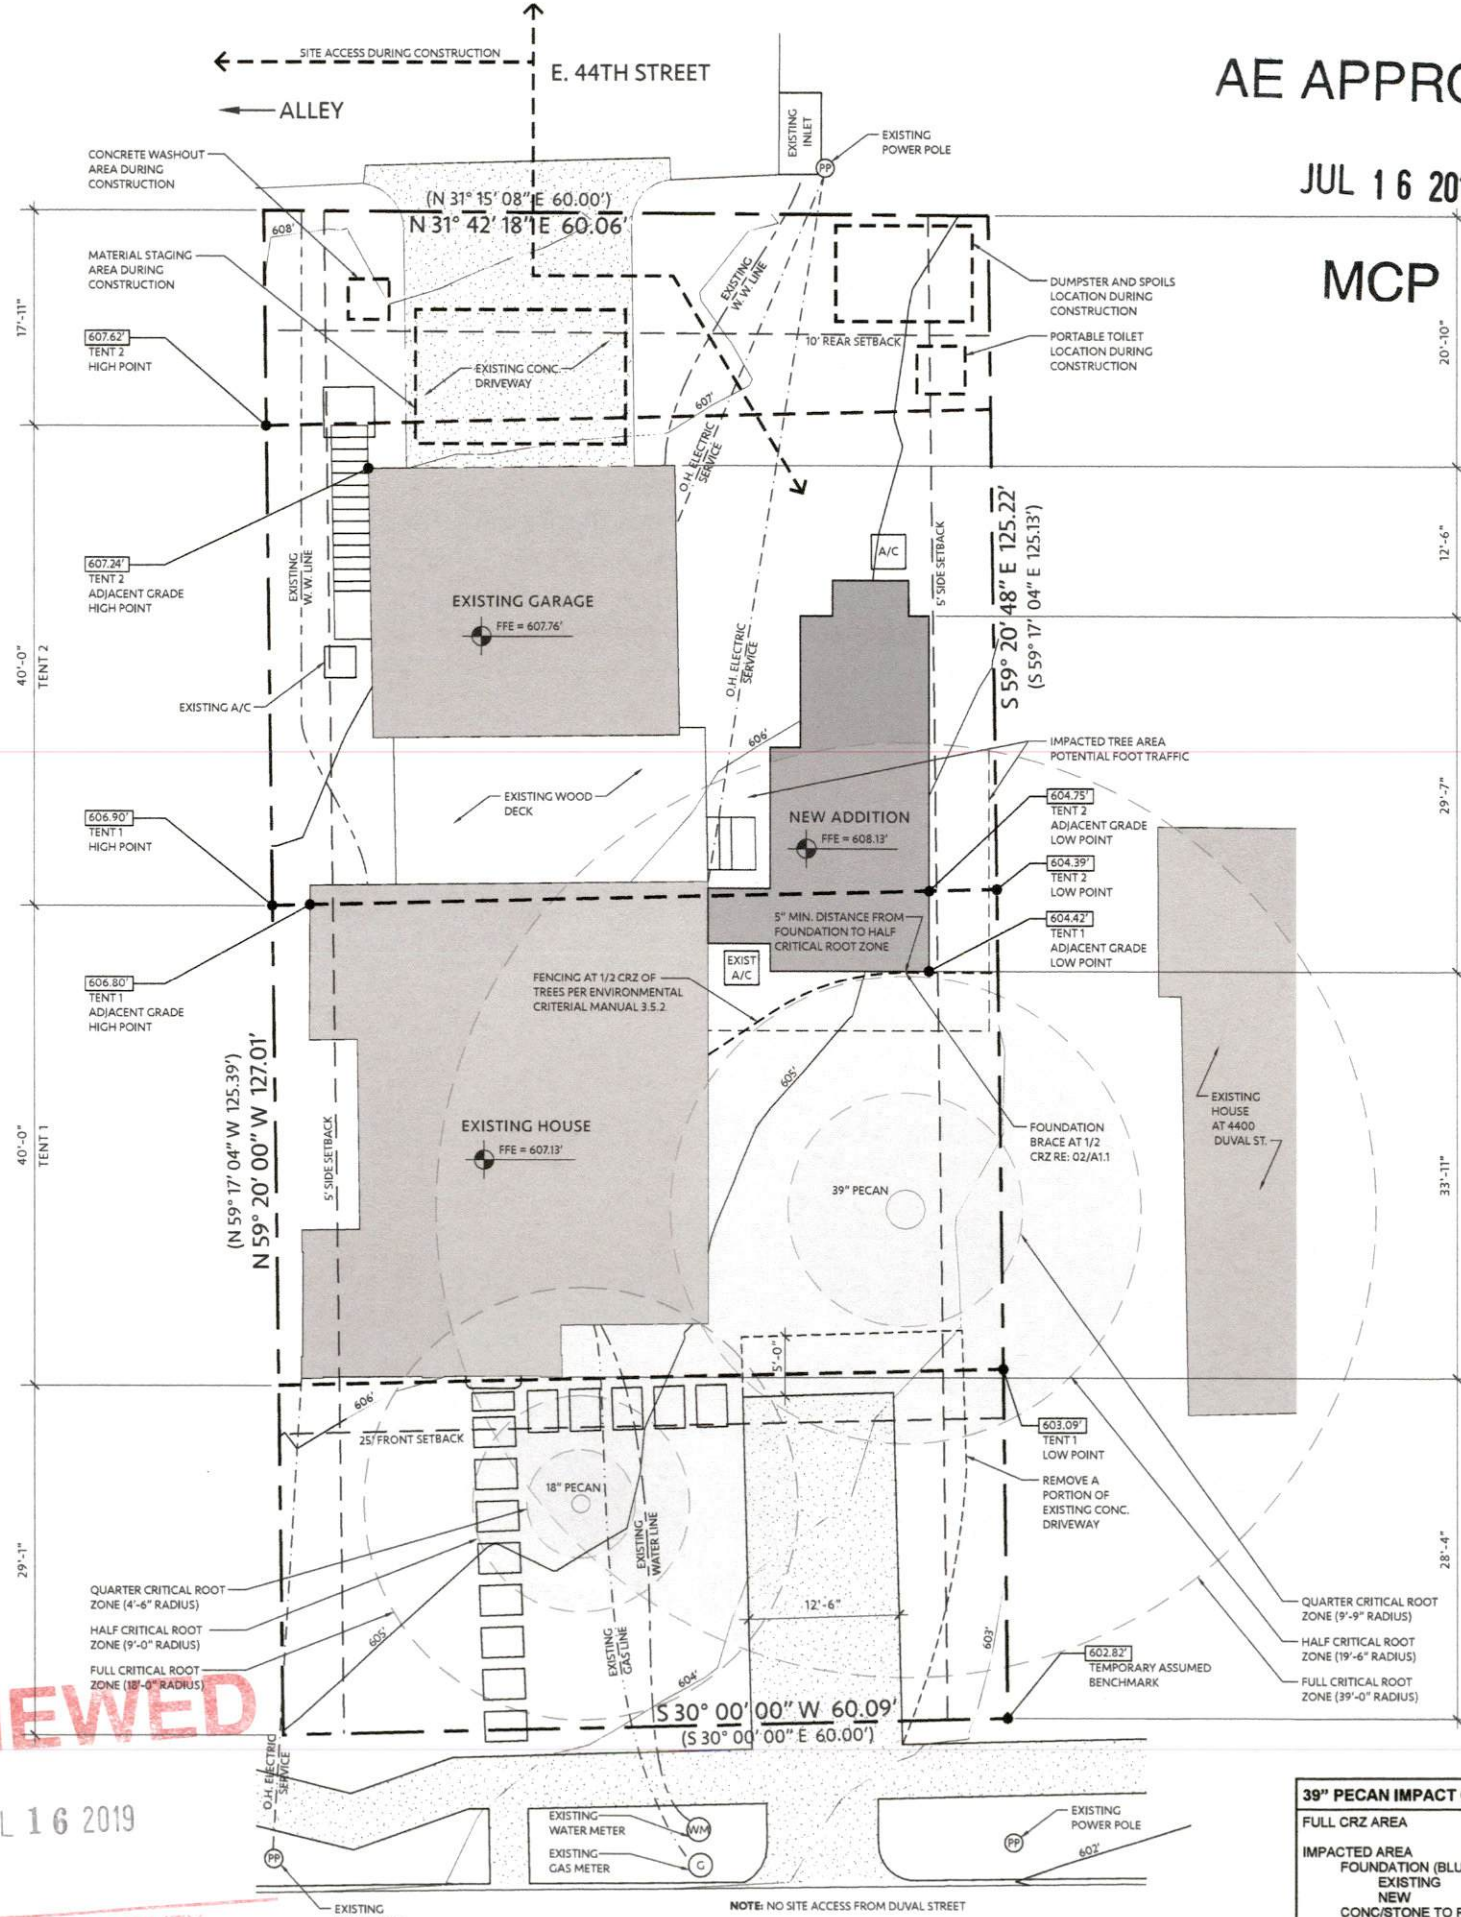 SITE ACCESS DURING CONSTRUCTION
E. 44TH STREET
ALLEY
AE
JUL 16
MCP
CONCRETE WASHOUT
AREA DURING
CONSTRUCTION
EXISTING
INLET
EXISTING
POWER POLE
PP
(N 31° 15' 08" E 60.00')
N 31° 42' 18" E 60.06'
608'
MATERIAL STAGING
AREA DURING
CONSTRUCTION
EXISTING
W. W. LINE
DUMPSTER AND SPOILS
LOCATION DURING
CONSTRUCTION
17'-11"
607.62'
TENT 2
HIGH POINT
10' REAR SETBACK
PORTABLE TOILET
LOCATION DURING
CONSTRUCTION
20'-10"
EXISTING CONC.
DRIVEWAY
607'
O.H. ELECTRIC
SERVICE
607.24'
TENT 2
ADJACENT GRADE
HIGH POINT
EXISTING
W. W. LINE
A/C
5' SIDE SETBACK
S 59° 20' 48" E 125.22'
(S 59° 17' 04" E 125.13')
12'-6"
EXISTING GARAGE
FFE = 607.76'
40'-0"
TENT 2
O.H. ELECTRIC
SERVICE
EXISTING A/C
606'
IMPACTED TREE AREA
POTENTIAL FOOT TRAFFIC
EXISTING WOOD
DECK
606.90'
TENT 1
HIGH POINT
NEW ADDITION
FFE = 608.13'
604.75'
TENT 2
ADJACENT GRADE
LOW POINT
29'-7"
604.39'
TENT 2
LOW POINT
5" MIN. DISTANCE FROM
FOUNDATION TO HALF
CRITICAL ROOT ZONE
604.42'
TENT 1
ADJACENT GRADE
LOW POINT
EXIST
A/C
606.80'
TENT 1
ADJACENT GRADE
HIGH POINT
FENCING AT 1/2 CRZ OF
TREES PER ENVIRONMENTAL
CRITERIAL MANUAL 3.5.2
(N 59° 17' 04" W 125.39')
N 59° 20' 00" W 127.01'
605'
EXISTING
HOUSE
AT 4400
DUVAL ST.
40'-0"
TENT 1
5' SIDE SETBACK
EXISTING HOUSE
FFE = 607.13'
FOUNDATION
BRACE AT 1/2
CRZ RE: 02/A1.1
39" PECAN
33'-11"
5'-0"
606'
25' FRONT SETBACK
603.09'
TENT 1
LOW POINT
18" PECAN
REMOVE A
PORTION OF
EXISTING CONC.
DRIVEWAY
29'-1"
EXISTING
WATER LINE
28'-4"
QUARTER CRITICAL ROOT
ZONE (4'-6" RADIUS)
HALF CRITICAL ROOT
ZONE (9'-0" RADIUS)
FULL CRITICAL ROOT
ZONE (18'-0" RADIUS)
605'
EXISTING
GAS LINE
12'-6"
603'
QUARTER CRITICAL ROOT
ZONE (9'-9" RADIUS)
HALF CRITICAL ROOT
ZONE (19'-6" RADIUS)
FULL CRITICAL ROOT
ZONE (39'-0" RADIUS)
602.82'
TEMPORARY ASSUMED
BENCHMARK
604'
S 30° 00' 00" W 60.09'
(S 30° 00' 00" E 60.00')
16 2019
O.H. ELECTRIC
SERVICE
EXISTING
WATER METER
WM
EXISTING
GAS METER
G
EXISTING
POWER POLE
PP
602'
PP
EXISTING
NOTE: NO SITE ACCESS FROM DUVAL STREET
39" PECAN IMPACT
FULL CRZ AREA
IMPACTED AREA
FOUNDATION
EXISTING
NEW
CONC/STONE TO